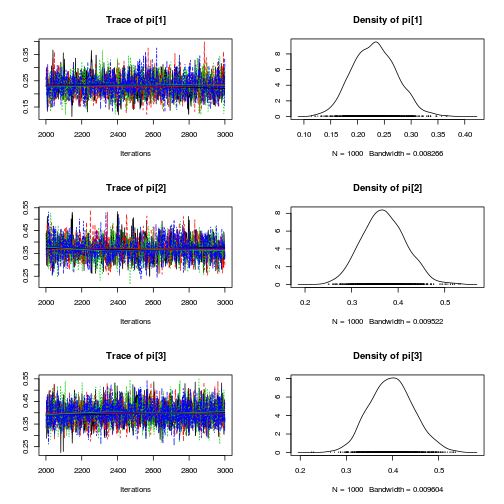 Trace of pi[1]
0.15 0.25 0.35
2000 2200 2400 2600 2800 3000
Iterations
Density of pi[1]
0 2 4 6 8
0.10 0.15 0.20 0.25 0.30 0.35 0.40
N = 1000 Bandwidth = 0.008266
Trace of pi[2]
0.25 0.35 0.45 0.55
2000 2200 2400 2600 2800 3000
Iterations
Density of pi[2]
0 2 4 6 8
0.2 0.3 0.4 0.5
N = 1000 Bandwidth = 0.009522
Trace of pi[3]
0.25 0.35 0.45 0.55
2000 2200 2400 2600 2800 3000
Iterations
Density of pi[3]
0 2 4 6 8
0.2 0.3 0.4 0.5
N = 1000 Bandwidth = 0.009604